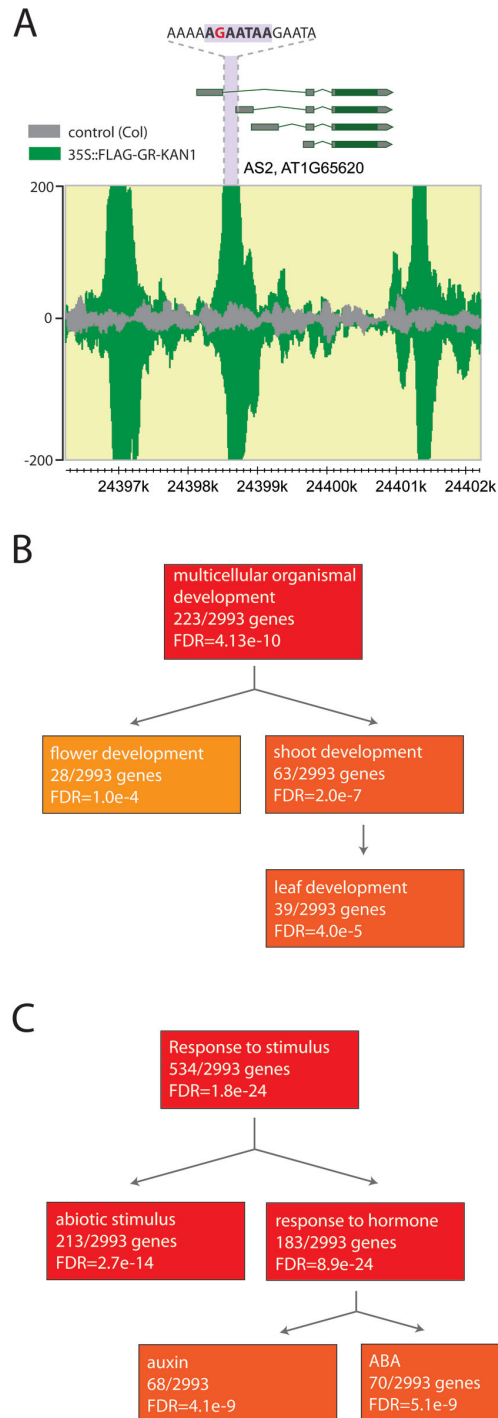 A
AAAAAGAATAAGAATA
control (Col)
35S::FLAG-GR-KAN1
AS2, AT1G65620
200
0
-200
24397k 24398k 24399k 24400k 24401k 24402k
B
multicellular organismal
development
223/2993 genes
FDR=4.13e-10
flower development
28/2993 genes
FDR=1.0e-4
shoot development
63/2993 genes
FDR=2.0e-7
leaf development
39/2993 genes
FDR=4.0e-5
C
Response to stimulus
534/2993 genes
FDR=1.8e-24
abiotic stimulus
213/2993 genes
FDR=2.7e-14
response to hormone
183/2993 genes
FDR=8.9e-24
auxin
68/2993
FDR=4.1e-9
ABA
70/2993 genes
FDR=5.1e-9